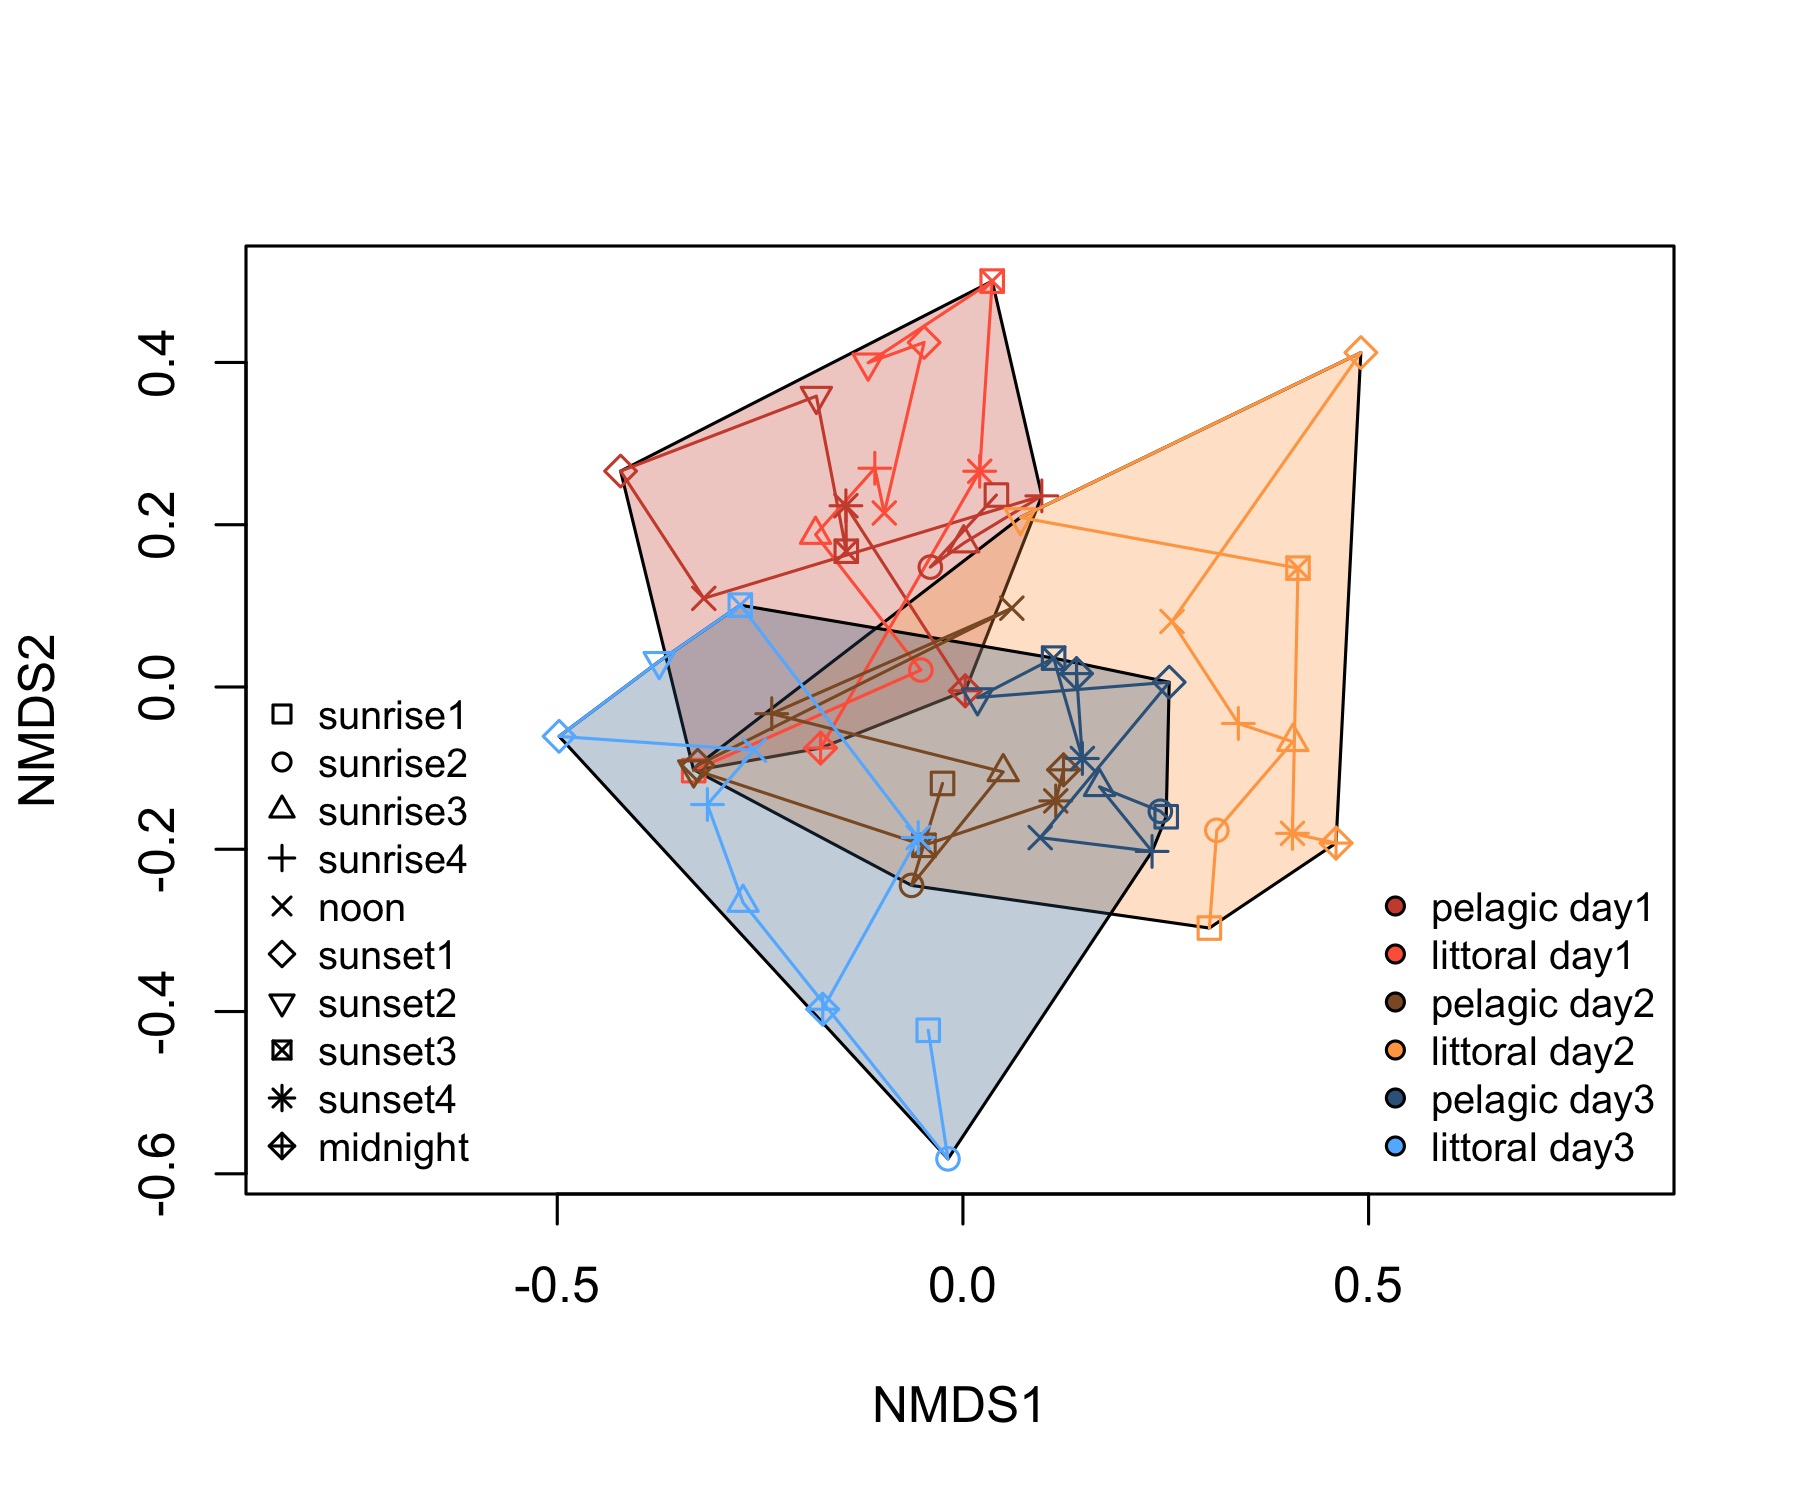 NMDS2
0.4
0.2
0.0
-0.2
-0.4
-0.6
sunrise1
sunrise2
sunrise3
sunrise4
noon
sunset1
sunset2
sunset3
sunset4
midnight
pelagic day1
littoral day1
pelagic day2
littoral day2
pelagic day3
littoral day3
-0.5 0.0 0.5
NMDS1